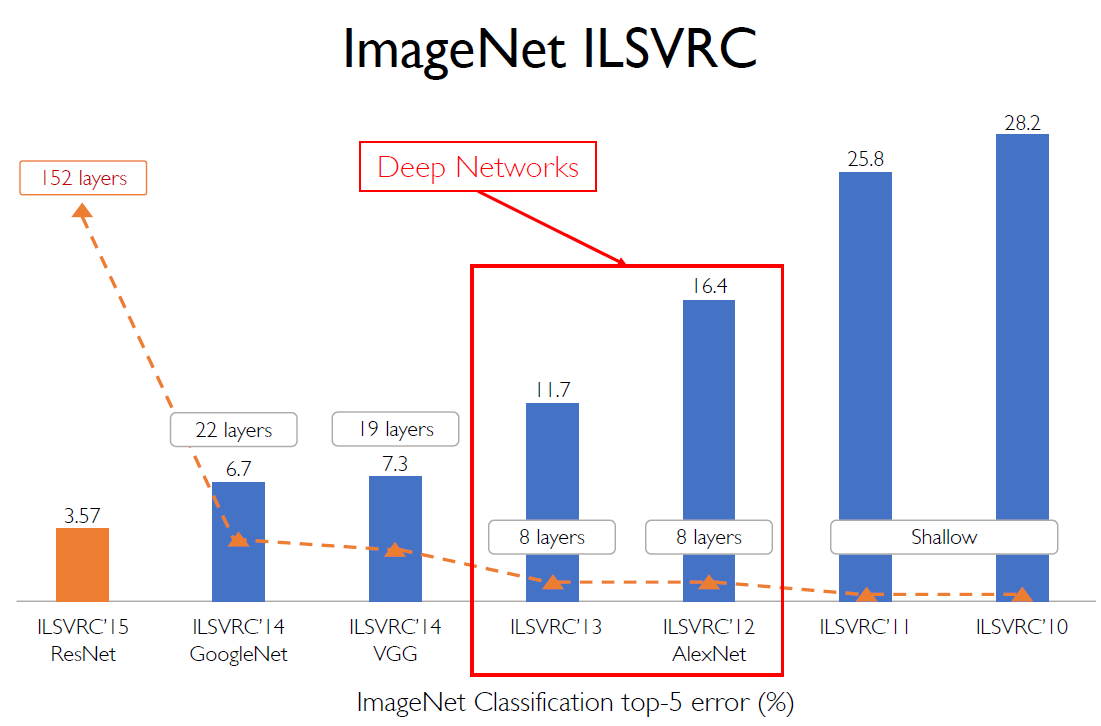 ImageNet ILSVRC
28.2
25.8
Deep Networks
152 layers
16.4
11.7
22 layers
19 layers
6.7
7.3
3.57
8 layers
8 layers
Shallow
ILSVRC'15
ResNet
ILSVRC'14
GoogleNet
ILSVRC'14
VGG
ILSVRC'13
ILSVRC'12
AlexNet
ILSVRC'11
ILSVRC'10
ImageNet Classification top-5 error (%)